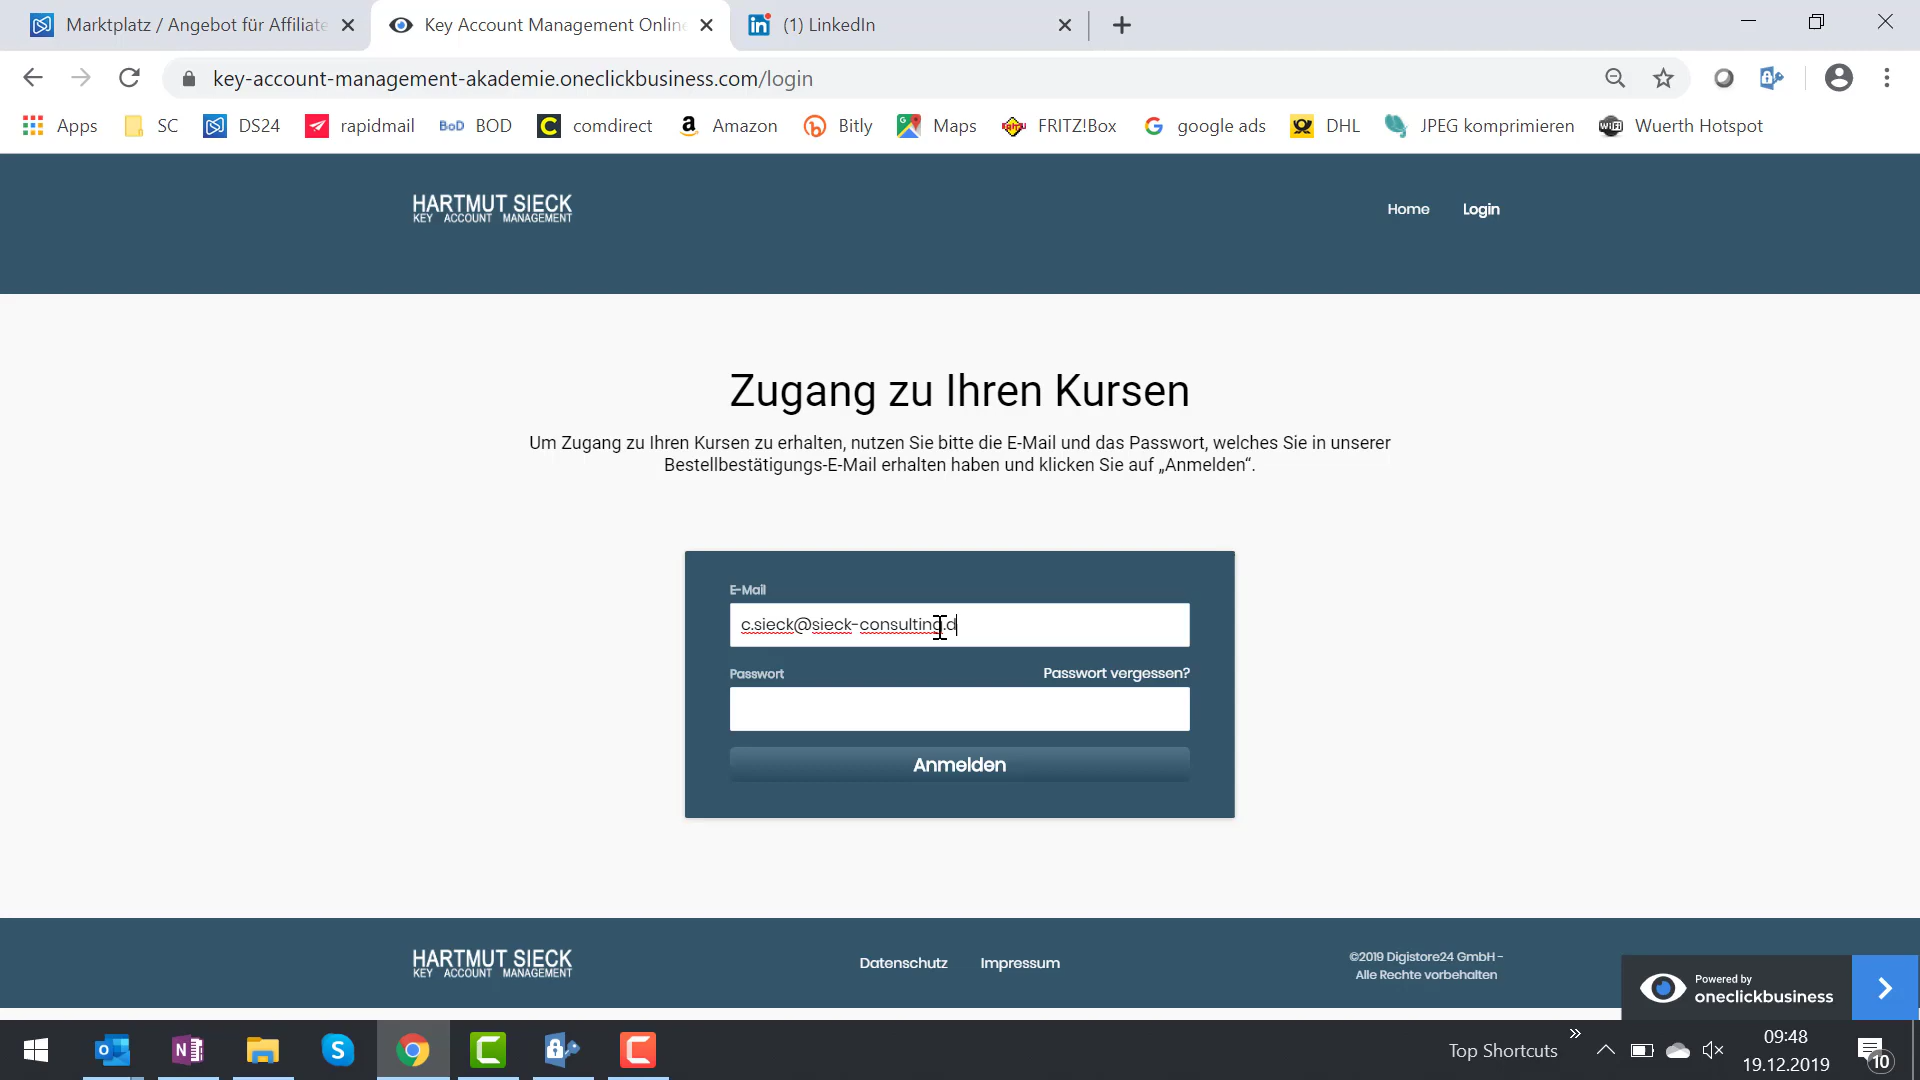 Marktplatz / Angebot für Affiliate
Key Account Management Online
(1) LinkedIn
key-account-management-akademie.oneclickbusiness.com/login
Apps
SC
DS24
rapidmail
BoD BOD
comdirect
Amazon
Bitly
Maps
FRITZ!Box
google ads
DHL
JPEG komprimieren
Wuerth Hotspot
HARTMUT SIECK
KEY ACCOUNT MANAGEMENT
Home
Login
Zugang zu Ihren Kursen
Um Zugang zu Ihren Kursen zu erhalten, nutzen Sie bitte die E-Mail und das Passwort, welches Sie in unserer
Bestellbestätigungs-E-Mail erhalten haben und klicken Sie auf „Anmelden“.
E-Mail
c.sieck@sieck-consulting.d
Passwort
Passwort vergessen?
Anmelden
HARTMUT SIECK
KEY ACCOUNT MANAGEMENT
Datenschutz
Impressum
©2019 Digistore24 GmbH -
Alle Rechte vorbehalten
Powered by
oneclickbusiness
Top Shortcuts
09:48
19.12.2019
10